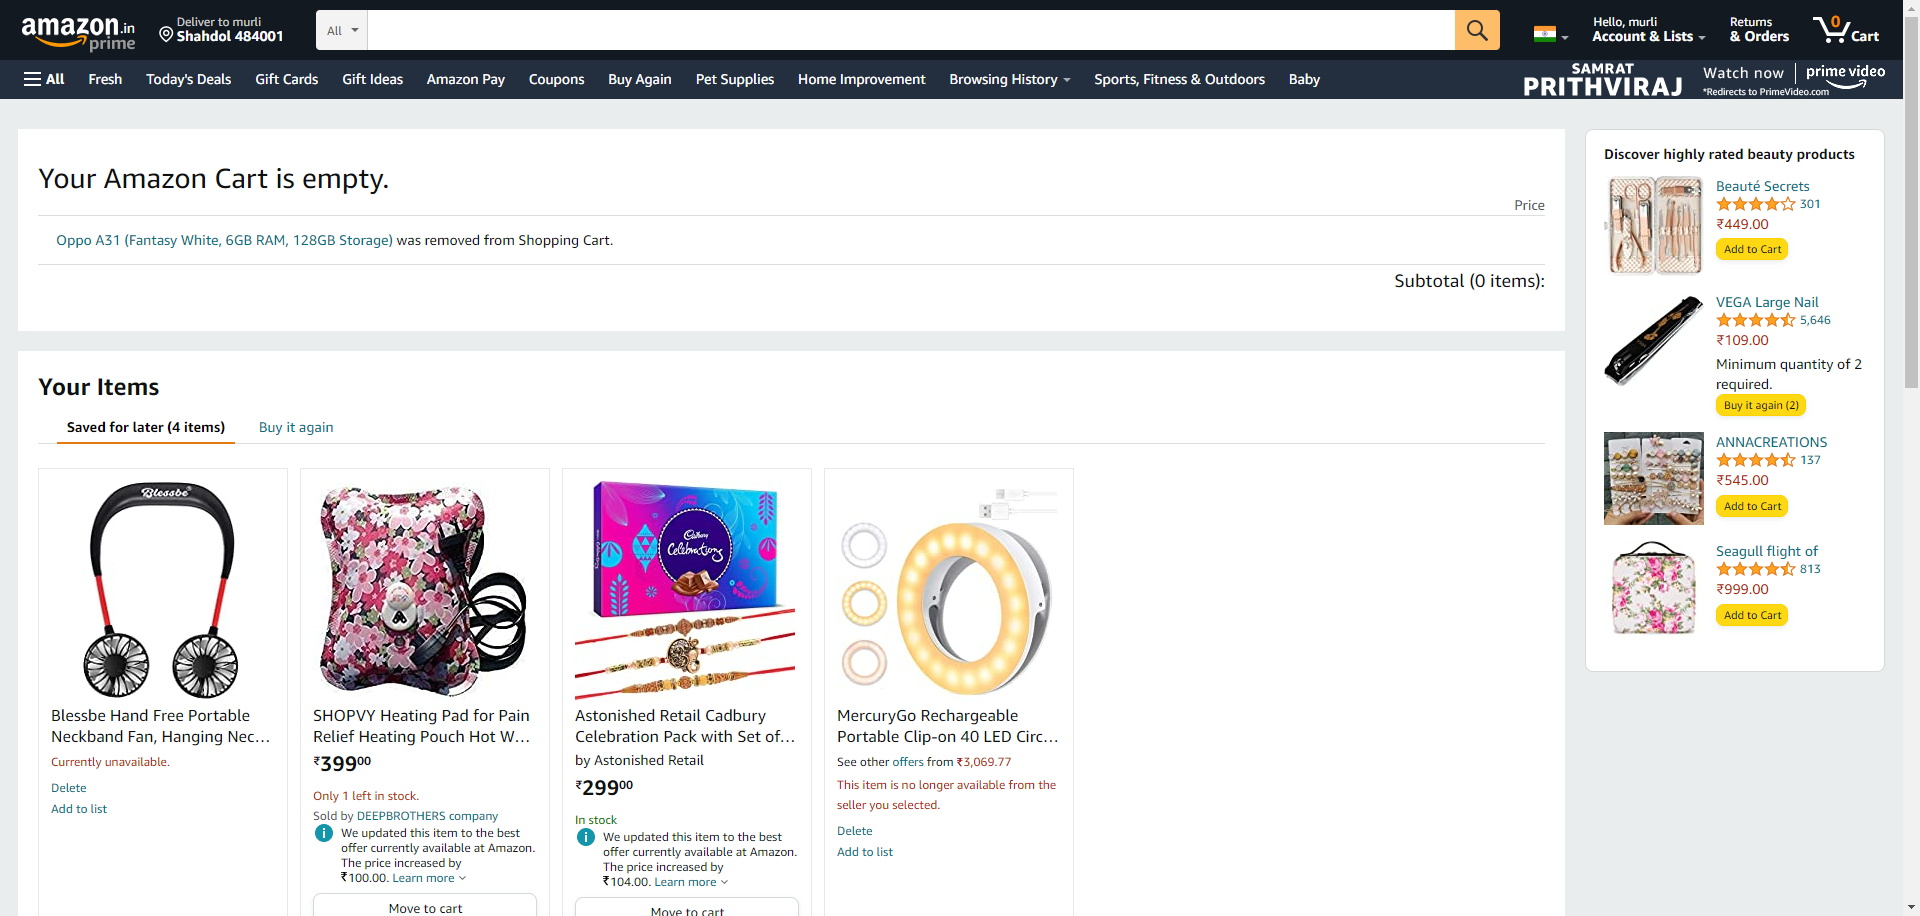 amazon.in
prime
Deliver to murli
Shahdol 484001
All
Hello, murli
Account & Lists
Returns
& Orders
0
Cart
All
Fresh
Today's Deals
Gift Cards
Gift Ideas
Amazon Pay
Coupons
Buy Again
Pet Supplies
Home Improvement
Browsing History
Sports, Fitness & Outdoors
Baby
SAMRAT
PRITHVIRAJ
Watch now
prime video
*Redirects to PrimeVideo.com
Your Amazon Cart is empty.
Price
Oppo A31 (Fantasy White, 6GB RAM, 128GB Storage) was removed from Shopping Cart.
Subtotal (0 items):
Your Items
Saved for later (4 items)
Buy it again
Blessbe
Blessbe Hand Free Portable
Neckband Fan, Hanging Nec...
Currently unavailable.
Delete
Add to list
SHOPVY Heating Pad for Pain
Relief Heating Pouch Hot W...
₹39900
Only 1 left in stock.
Sold by DEEPBROTHERS company
i
We updated this item to the best
offer currently available at Amazon.
The price increased by
₹100.00. Learn more
Move to cart
Cadbury
Celebrations
Astonished Retail Cadbury
Celebration Pack with Set of...
by Astonished Retail
₹29900
In stock
i
We updated this item to the best
offer currently available at Amazon.
The price increased by
₹104.00. Learn more
Move to cart
MercuryGo Rechargeable
Portable Clip-on 40 LED Circ...
See other offers from ₹3,069.77
This item is no longer available from the
seller you selected.
Delete
Add to list
Discover highly rated beauty products
Beauté Secrets
301
₹449.00
Add to Cart
VEGA Large Nail
5,646
₹109.00
Minimum quantity of 2
required.
Buy it again (2)
ANNACREATIONS
137
₹545.00
Add to Cart
Seagull flight of
813
₹999.00
Add to Cart